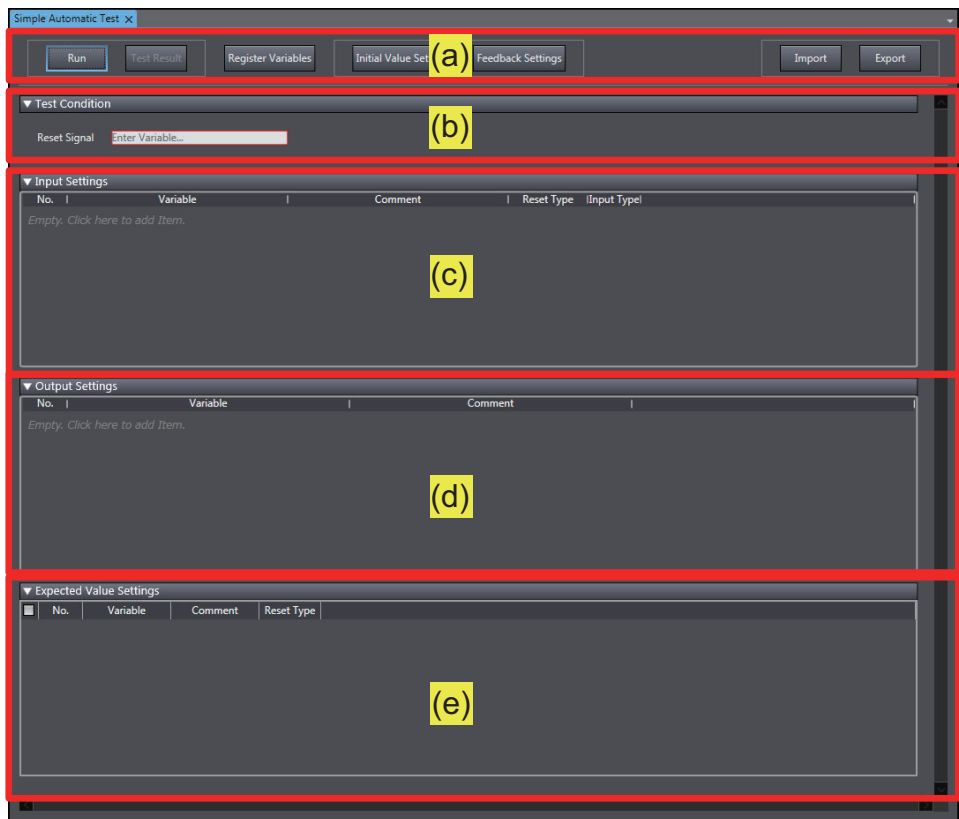 Simple Automatic Test ×
Run Test Result Register Variables Initial Value Set (a) Feedback Settings Import Export
▼ Test Condition
(b)
Reset Signal Enter Variable...
▼ Input Settings
No. Variable Comment Reset Type Input Type
Empty. Click here to add Item.
(c)
▼ Output Settings
No. Variable Comment
Empty. Click here to add Item.
(d)
▼ Expected Value Settings
No. Variable Comment Reset Type
(e)